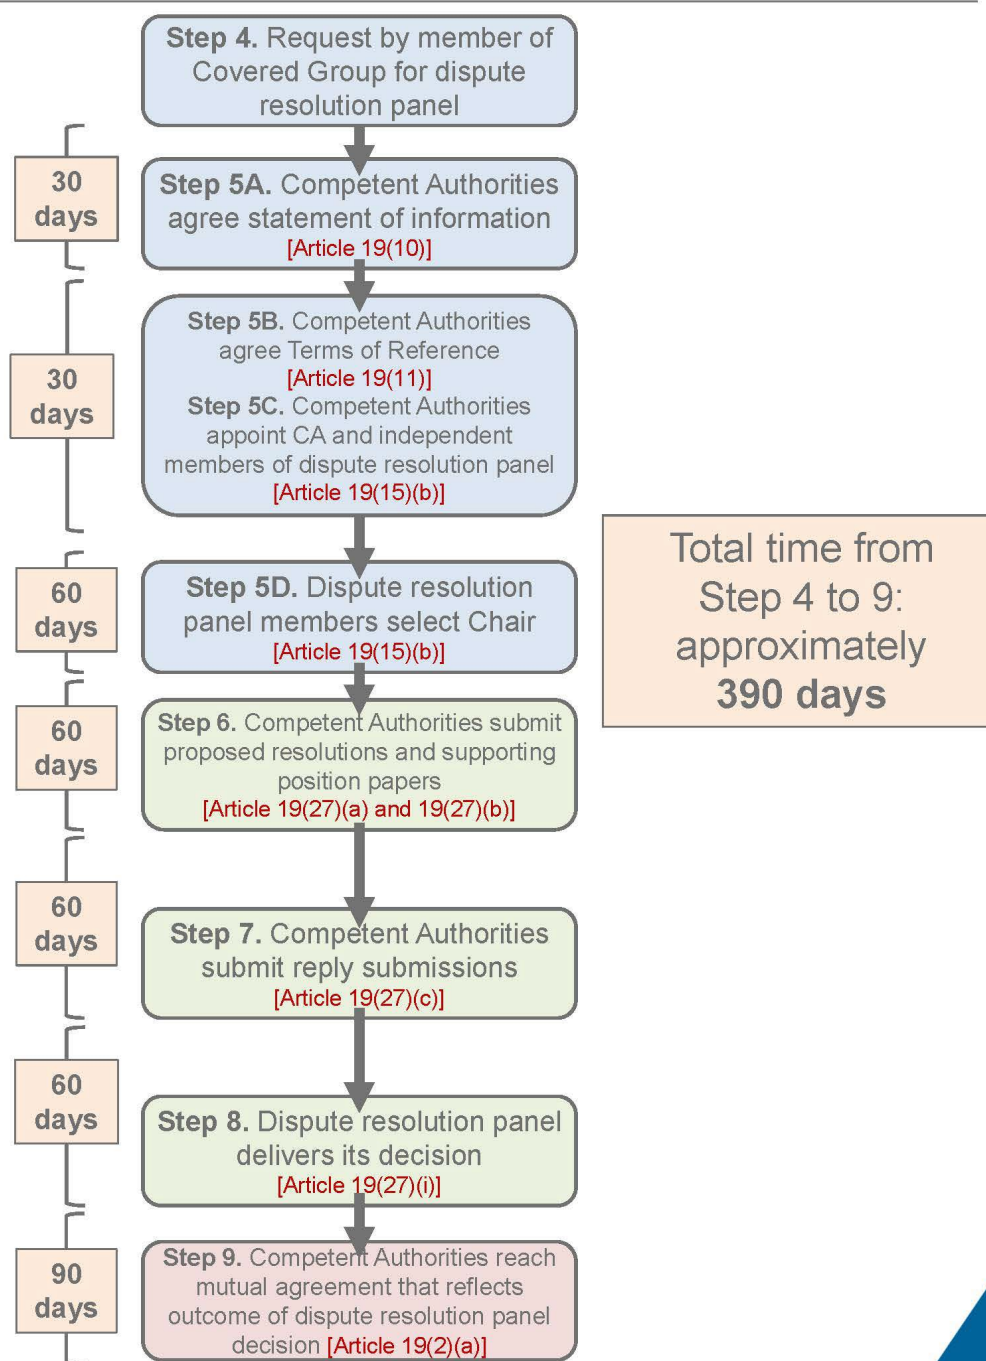 Step 4. Request by member of
Covered Group for dispute
resolution panel
30
days
Step 5A. Competent Authorities
agree statement of information
[Article 19(10)]
30
days
Step 5B. Competent Authorities
agree Terms of Reference
[Article 19(11)]
Step 5C. Competent Authorities
appoint CA and independent
members of dispute resolution panel
[Article 19(15)(b)]
60
days
Step 5D. Dispute resolution
panel members select Chair
[Article 19(15)(b)]
Total time from
Step 4 to 9:
approximately
390 days
60
days
Step 6. Competent Authorities submit
proposed resolutions and supporting
position papers
[Article 19(27)(a) and 19(27)(b)]
60
days
Step 7. Competent Authorities
submit reply submissions
[Article 19(27)(c)]
60
days
Step 8. Dispute resolution panel
delivers its decision
[Article 19(27)(i)]
90
days
Step 9. Competent Authorities reach
mutual agreement that reflects
outcome of dispute resolution panel
decision [Article 19(2)(a)]